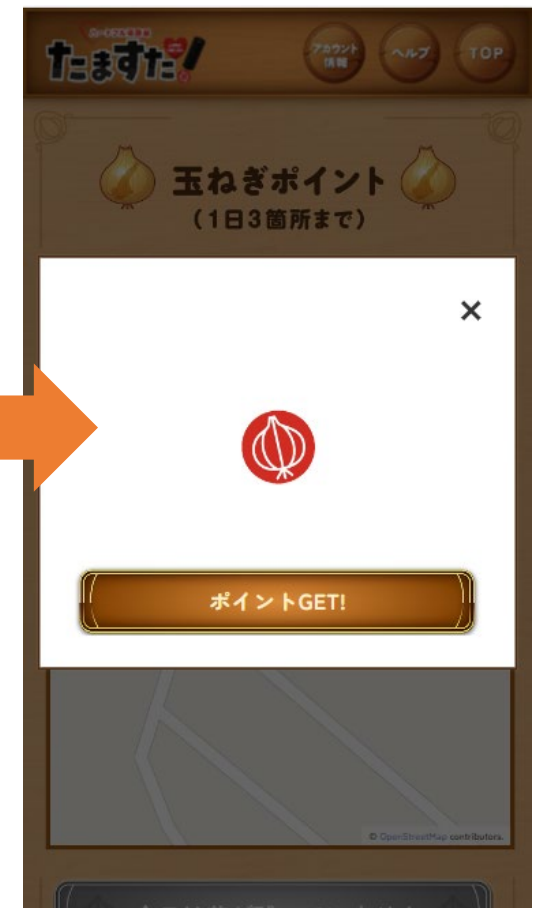 たますた!
アカウント
情報
ヘルプ
TOP
玉ねぎポイント
(1日3箇所まで)
×
ポイントGET!
© OpenStreetMap contributors.